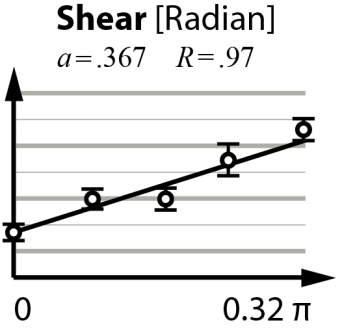 Shear [Radian]
a=.367 R=.97
0 0.32 π